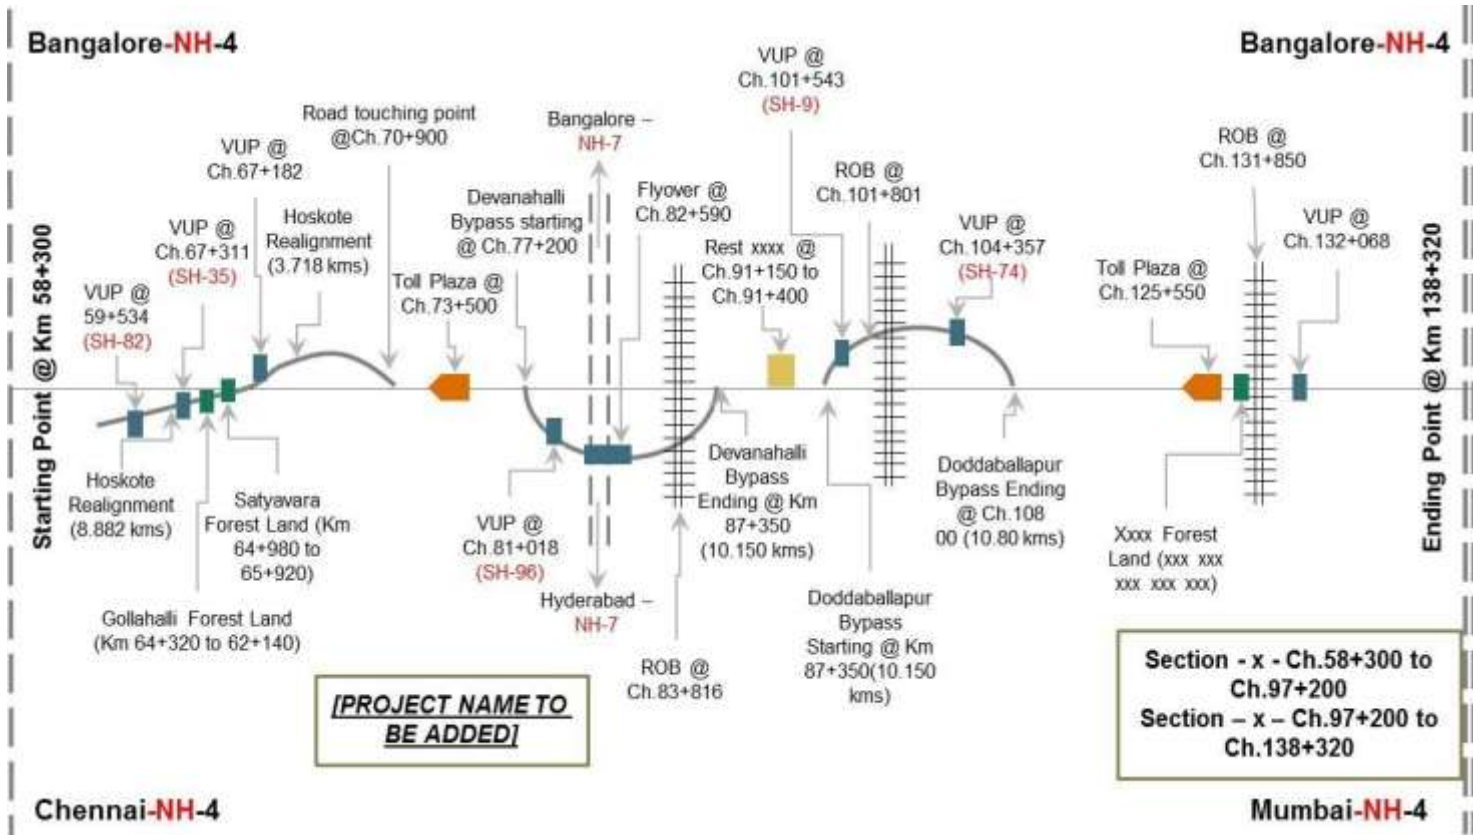 Bangalore-NH-4
Bangalore-NH-4
VUP @
Ch.101+543
(SH-9)
Road touching point
@Ch.70+900
Bangalore –
NH-7
ROB @
Ch.131+850
VUP @
Ch.67+182
ROB @
Ch.101+801
Devanahalli
Bypass starting
@ Ch.77+200
Flyover @
Ch.82+590
Hoskote
Realignment
(3.718 kms)
VUP @
Ch.67+311
(SH-35)
VUP @
Ch.104+357
(SH-74)
VUP @
Ch.132+068
Rest xxxx @
Ch.91+150 to
Ch.91+400
Toll Plaza @
Ch.73+500
Toll Plaza @
Ch.125+550
VUP @
59+534
(SH-82)
Starting Point @ Km 58+300
Ending Point @ Km 138+320
Hoskote
Realignment
(8.882 kms)
Satyavara
Forest Land (Km
64+980 to
65+920)
Devanahalli
Bypass
Ending @ Km
87+350
(10.150 kms)
Doddaballapur
Bypass Ending
@ Ch.108
00 (10.80 kms)
VUP @
Ch.81+018
(SH-96)
Xxxx Forest
Land (xxx xxx
xxx xxx xxx)
Hyderabad –
NH-7
Doddaballapur
Bypass
Starting @ Km
87+350(10.150
kms)
Gollahalli Forest Land
(Km 64+320 to 62+140)
ROB @
Ch.83+816
[PROJECT NAME TO
BE ADDED]
Section - x - Ch.58+300 to
Ch.97+200
Section – x – Ch.97+200 to
Ch.138+320
Chennai-NH-4
Mumbai-NH-4